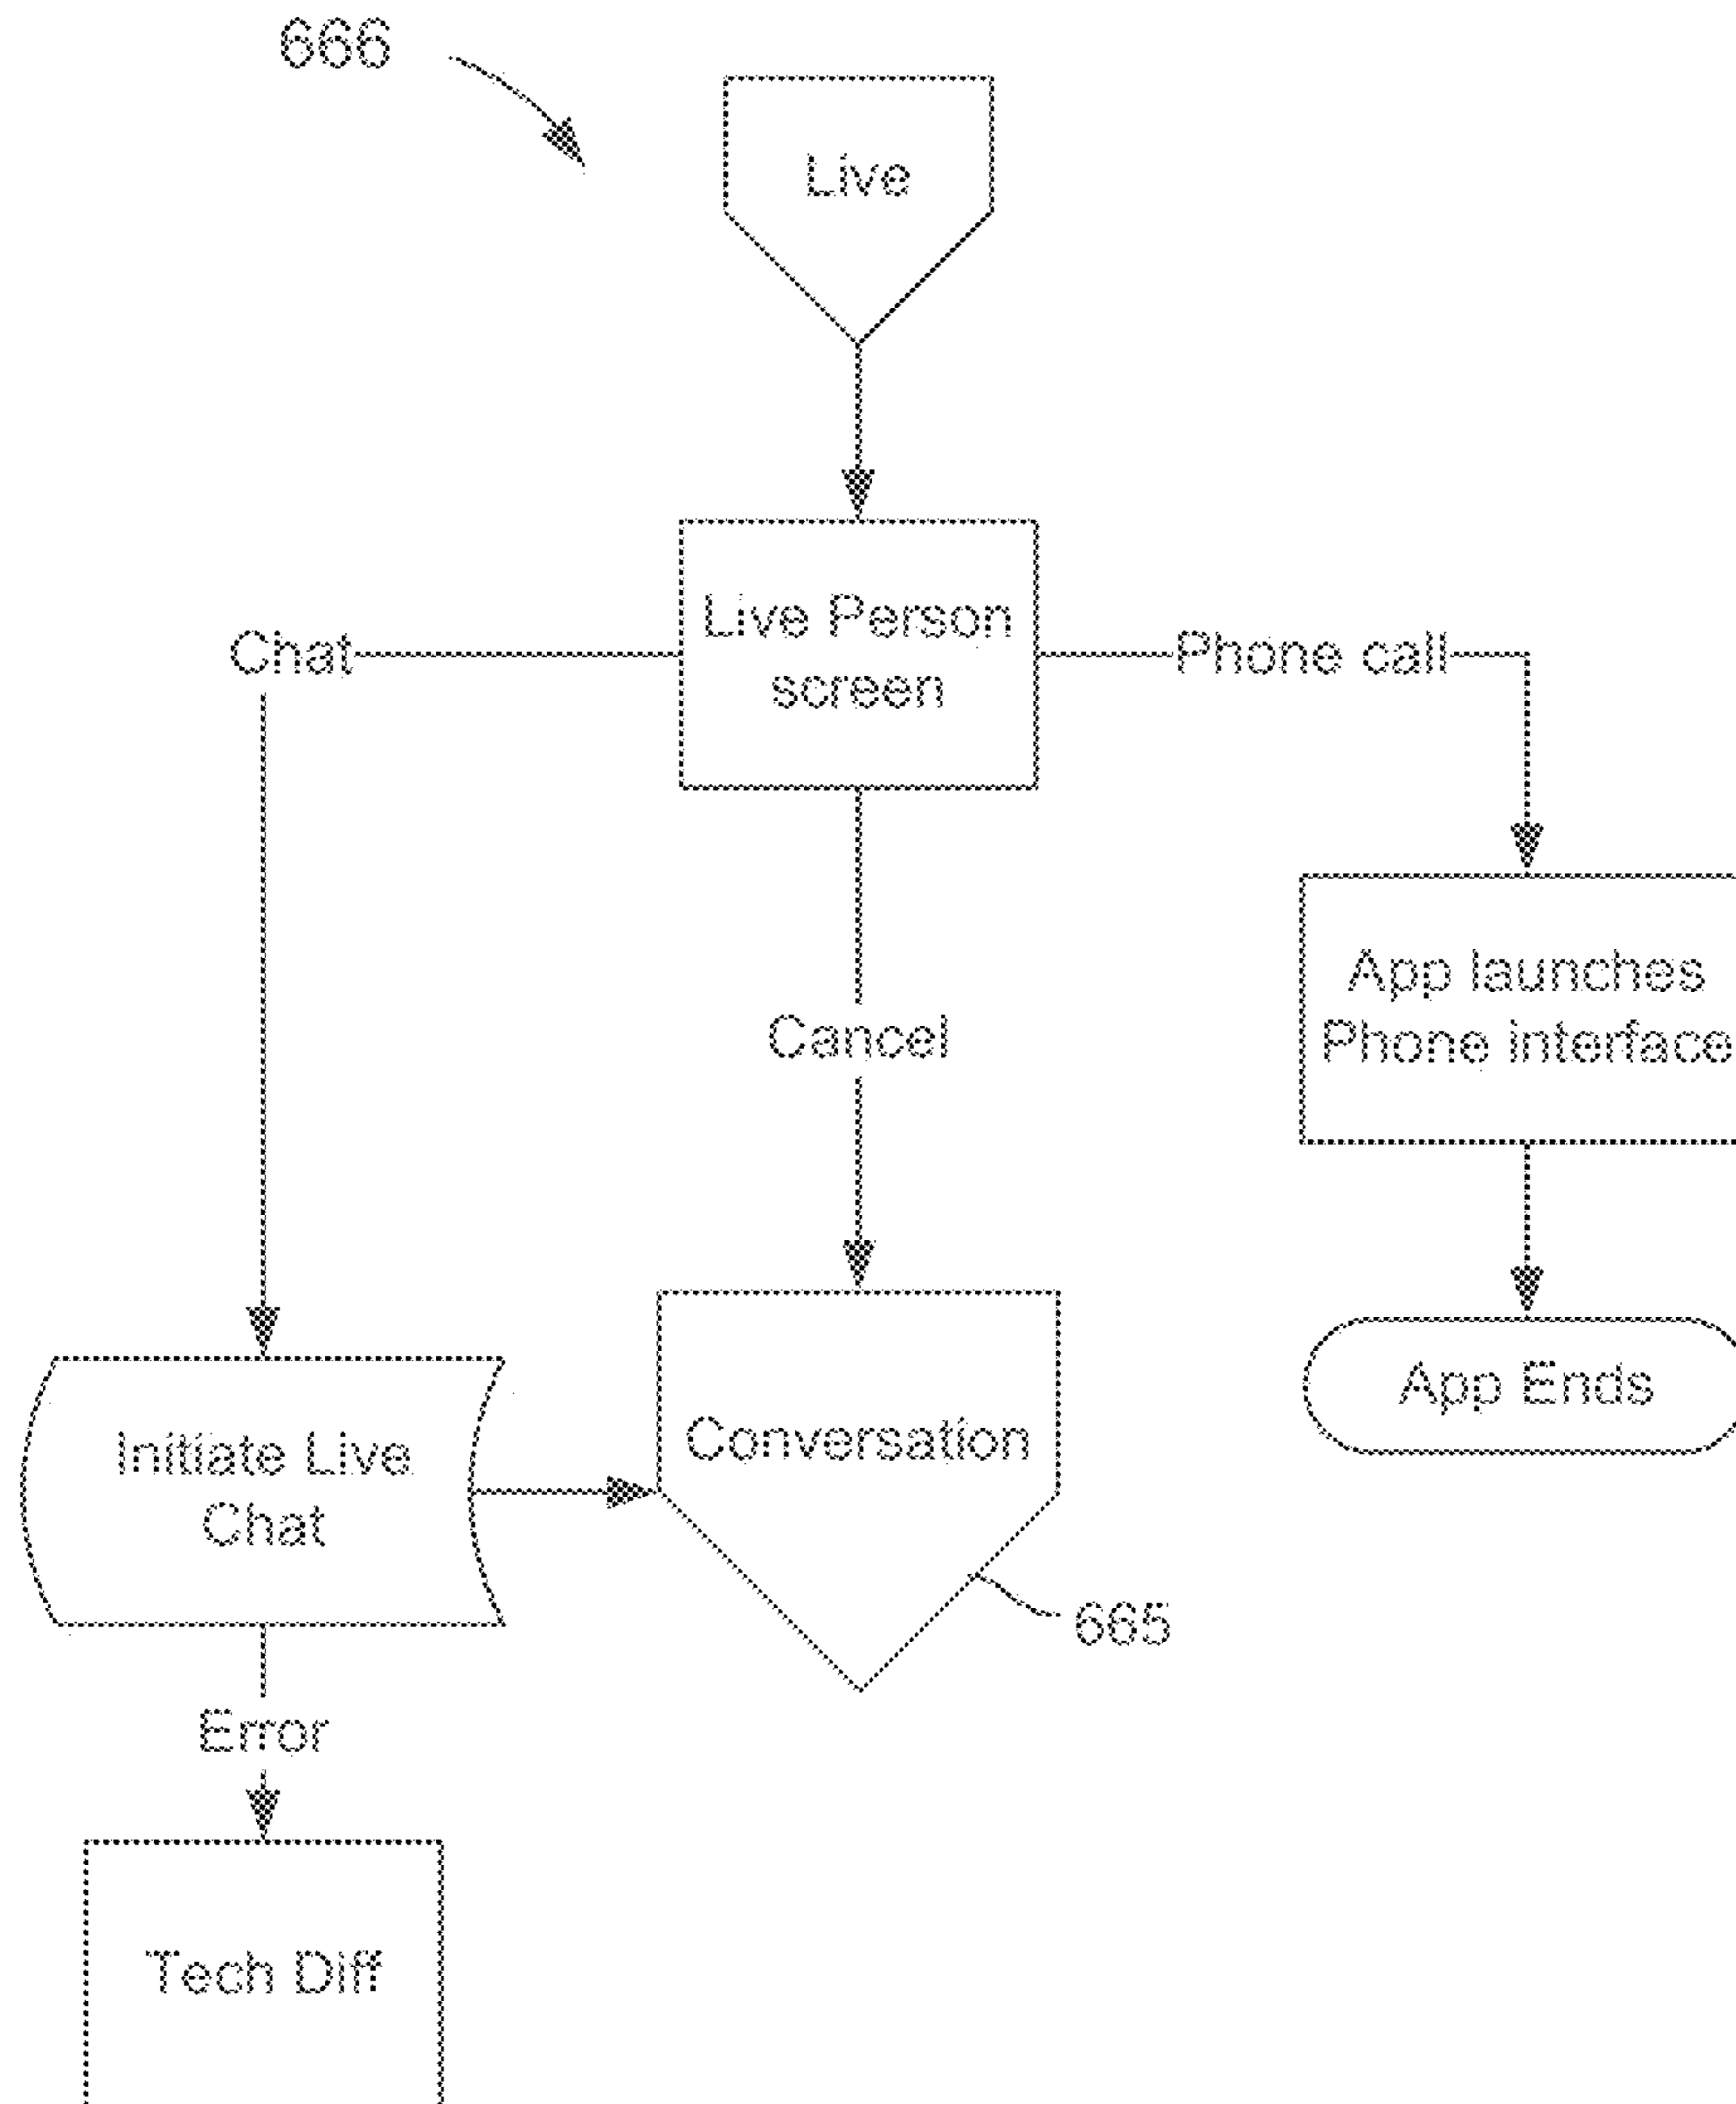 666
Live
Live Person
screen
Chat
Phone call
App launches
Phone interface
Cancel
App Ends
Conversation
Initiate Live
Chat
665
Error
Tech Diff